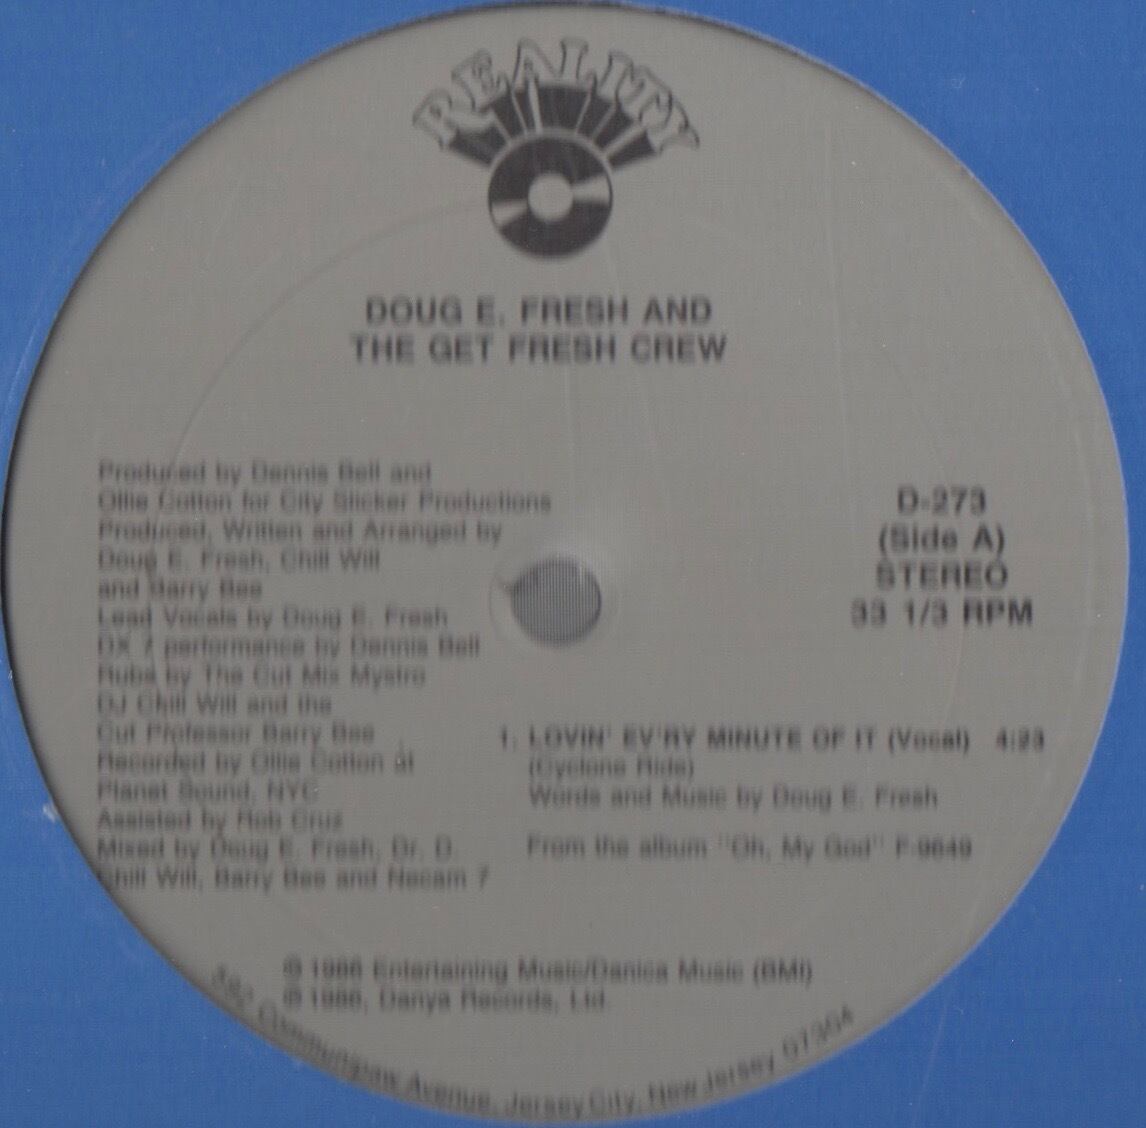 REALITY
DOUG E. FRESH AND
THE GET FRESH CREW
Produced by Dennis Bell and
Ollie Cotton for City Slicker Productions
Produced, Written and Arranged by
Doug E. Fresh, Chill Will
and Barry Bee
Lead Vocals by Doug E. Fresh
DX 7 performance by Dennis Bell
Rubs by The Cut Mix Mystro
DJ Chill Will and the
Cut Professor Barry Bee
Recorded by Ollie Cotton at
Planet Sound, NYC
Assisted by Rob Cruz
Mixed by Doug E. Fresh, Dr. D.
Chill Will, Barry Bee and Necam 7
D-273
(Side A)
STEREO
33 1/3 RPM
1. LOVIN' EV'RY MINUTE OF IT (Vocal) 4:23
(Cyclone Ride)
Words and Music by Doug E. Fresh
From the album "Oh, My God" F-9649
© 1986 Entertaining Music/Danica Music (BMI)
1986, Danya Records, Ltd.
592 Communipaw Avenue, Jersey City, New Jersey 07304